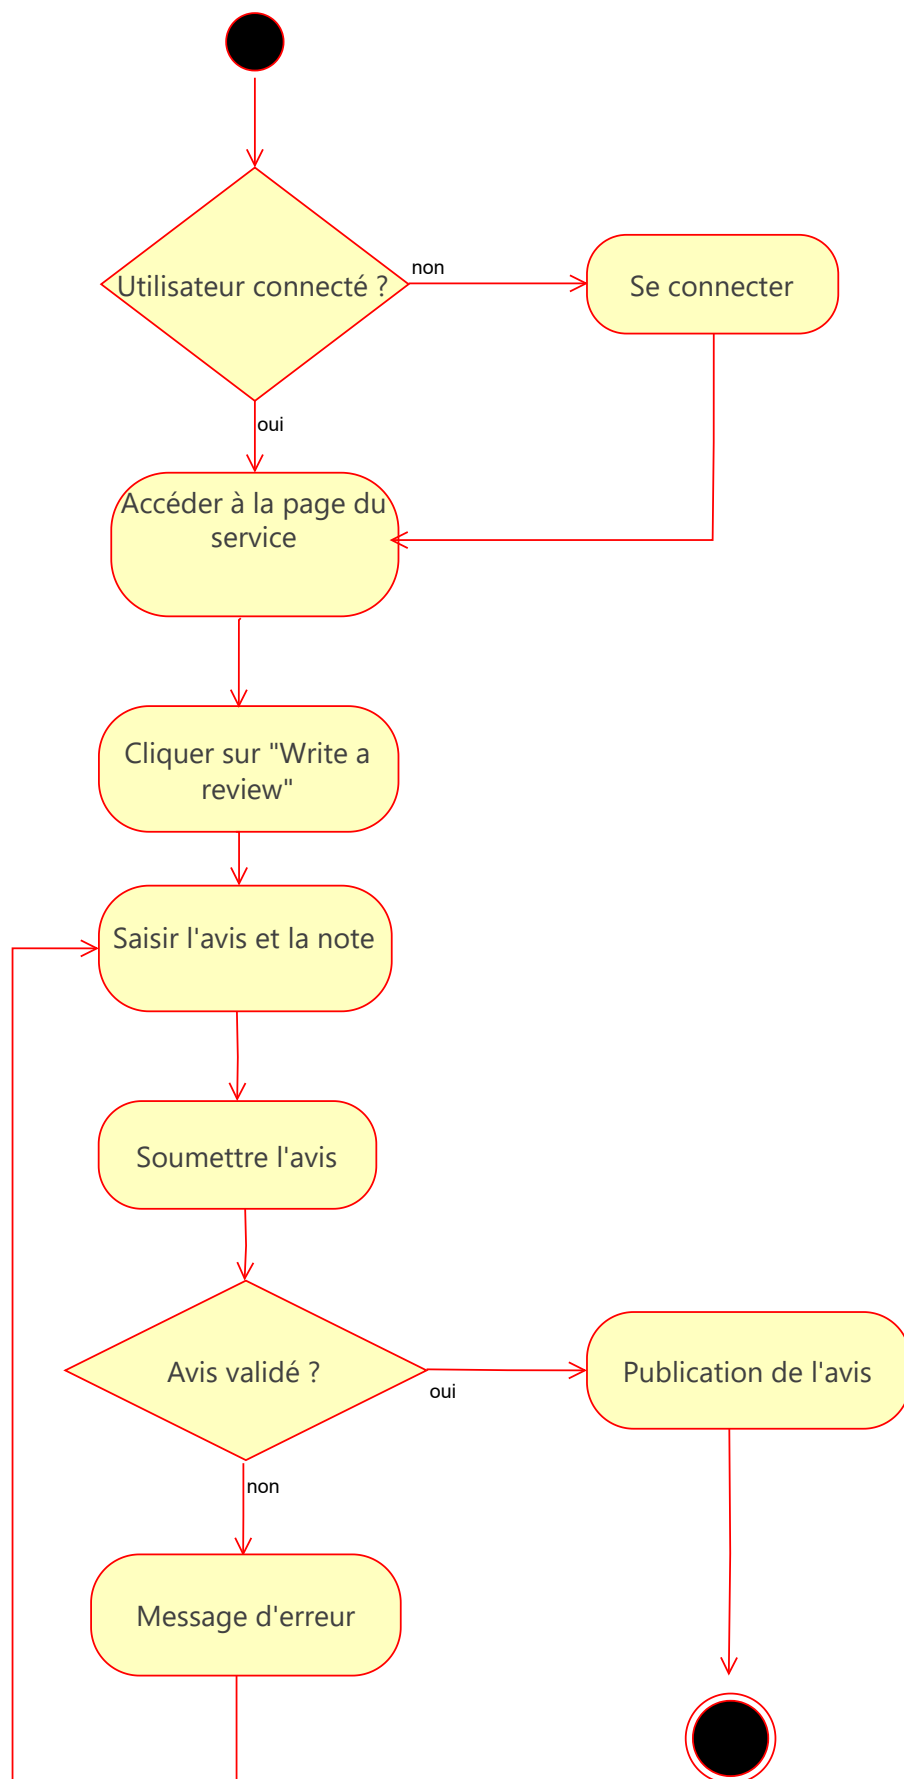 Utilisateur connecté ?
non
Se connecter
oui
Accéder à la page du
service
Cliquer sur "Write a
review"
Saisir l'avis et la note
Soumettre l'avis
Avis validé ?
oui
Publication de l'avis
non
Message d'erreur